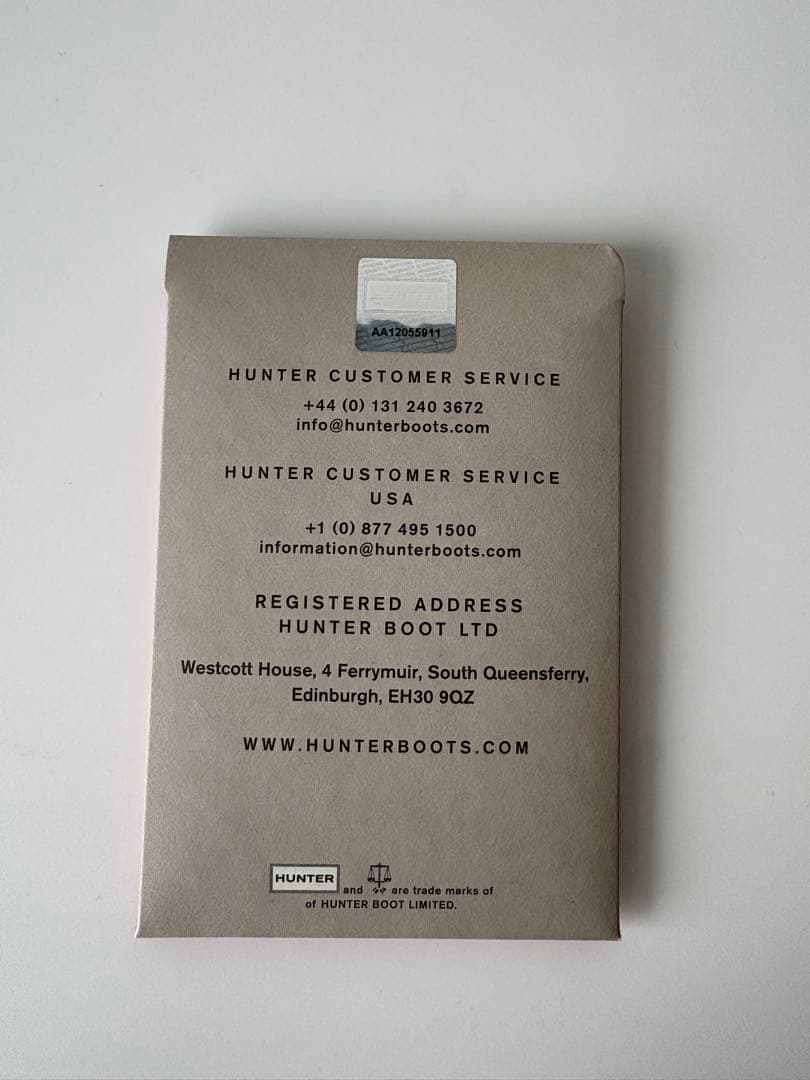 HUNTER
AA12055911
HUNTER CUSTOMER SERVICE
+44 (0) 131 240 3672
info@hunterboots.com
HUNTER CUSTOMER SERVICE
USA
+1 (0) 877 495 1500
information@hunterboots.com
REGISTERED ADDRESS
HUNTER BOOT LTD
Westcott House, 4 Ferrymuir, South Queensferry,
Edinburgh, EH30 9QZ
WWW.HUNTERBOOTS.COM
HUNTER and are trade marks of
of HUNTER BOOT LIMITED.